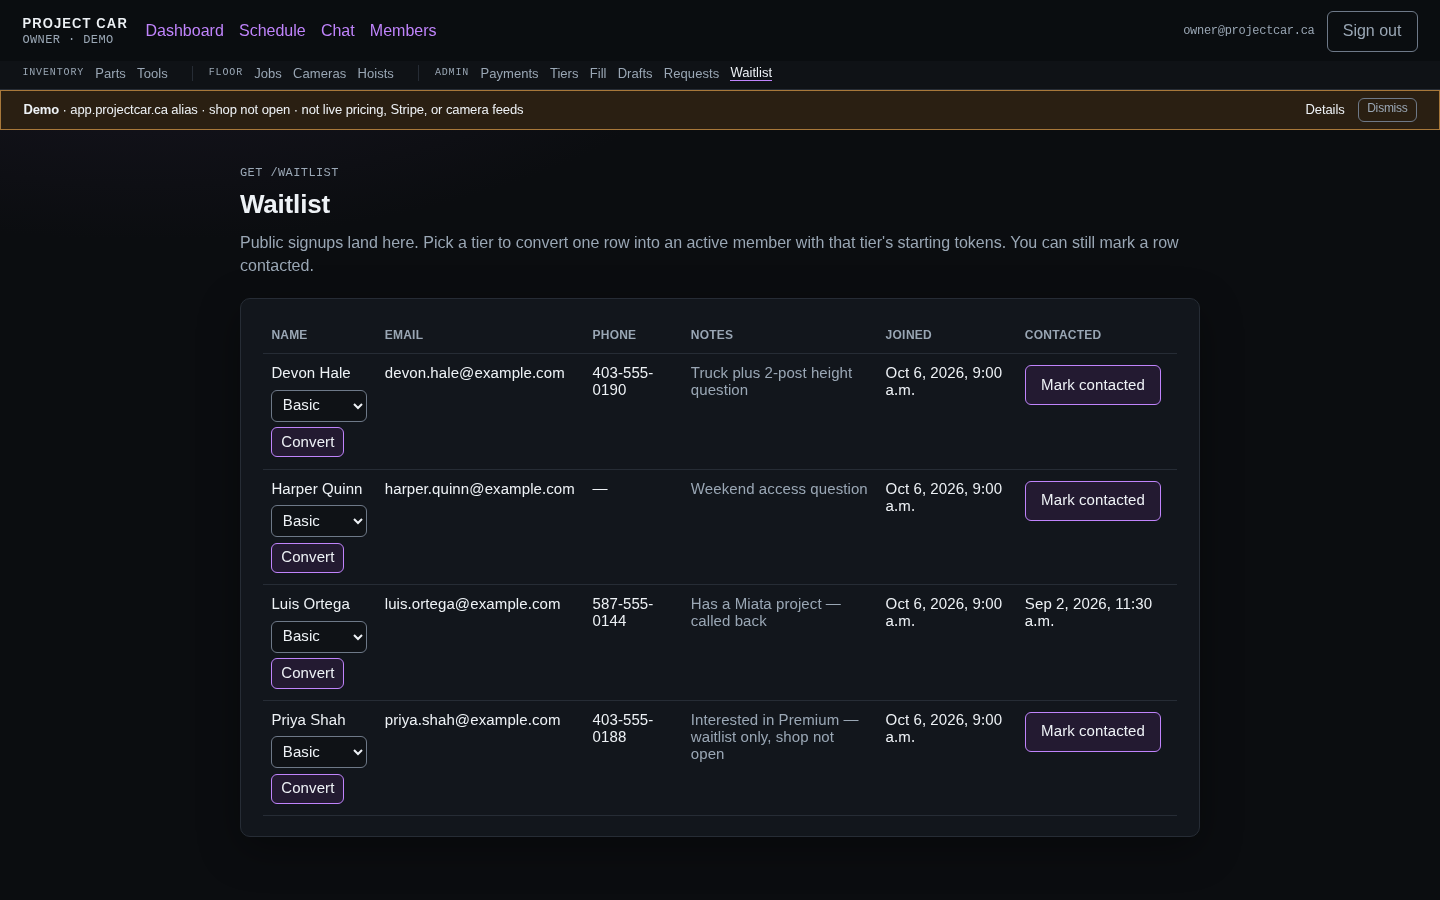 PROJECT CAR
OWNER · DEMO
Dashboard Schedule Chat Members
owner@projectcar.ca
Sign out
INVENTORY Parts Tools FLOOR Jobs Cameras Hoists ADMIN Payments Tiers Fill Drafts Requests Waitlist
Demo · app.projectcar.ca alias · shop not open · not live pricing, Stripe, or camera feeds
Details Dismiss
GET /WAITLIST
Waitlist
Public signups land here. Pick a tier to convert one row into an active member with that tier's starting tokens. You can still mark a row
contacted.
NAME EMAIL PHONE NOTES JOINED CONTACTED
Devon Hale devon.hale@example.com 403-555- Truck plus 2-post height Oct 6, 2026, 9:00 Mark contacted
0190 question a.m.
Basic
Convert
Harper Quinn harper.quinn@example.com — Weekend access question Oct 6, 2026, 9:00 Mark contacted
a.m.
Basic
Convert
Luis Ortega luis.ortega@example.com 587-555- Has a Miata project — Oct 6, 2026, 9:00 Sep 2, 2026, 11:30
0144 called back a.m. a.m.
Basic
Convert
Priya Shah priya.shah@example.com 403-555- Interested in Premium — Oct 6, 2026, 9:00 Mark contacted
0188 waitlist only, shop not a.m.
open
Basic
Convert